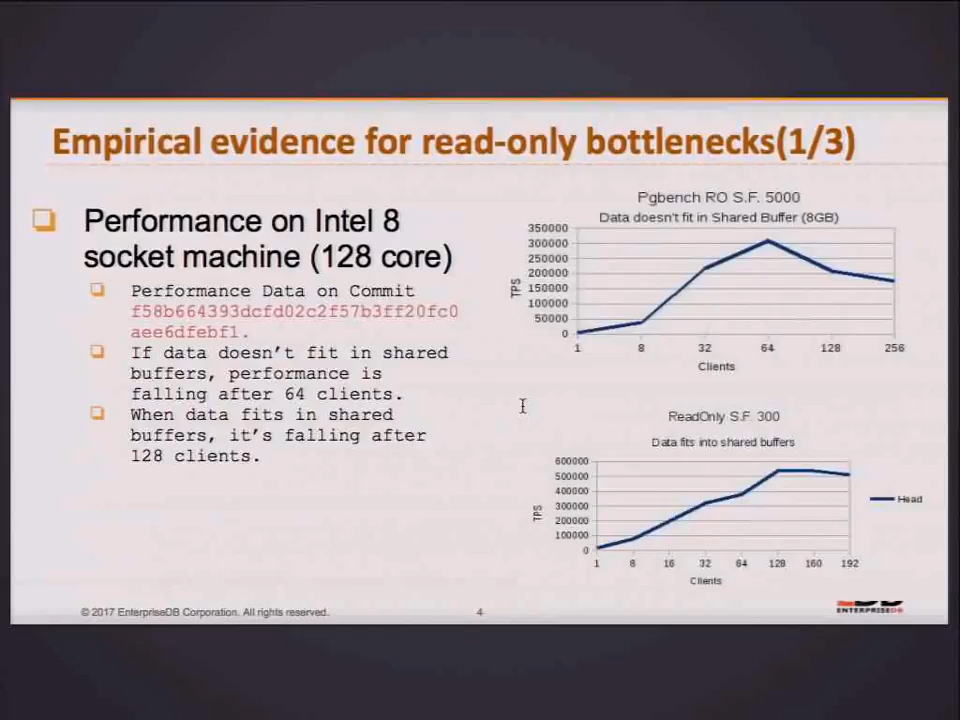 Empirical evidence for read-only bottlenecks(1/3)
Performance on Intel 8
socket machine (128 core)
Performance Data on Commit
f58b664393dcfd02c2f57b3ff20fc0
aee6dfebf1.
If data doesn't fit in shared
buffers, performance is
falling after 64 clients.
When data fits in shared
buffers, it's falling after
128 clients.
Pgbench RO S.F. 5000
Data doesn't fit in Shared Buffer (8GB)
350000
300000
250000
200000
150000
100000
50000
0
TPS
1 8 32 64 128 256
Clients
ReadOnly S.F. 300
Data fits into shared buffers
600000
500000
400000
300000
200000
100000
0
TPS
Head
1 8 16 32 64 128 160 192
Clients
© 2017 EnterpriseDB Corporation. All rights reserved.
4
ENTERPRISEDB